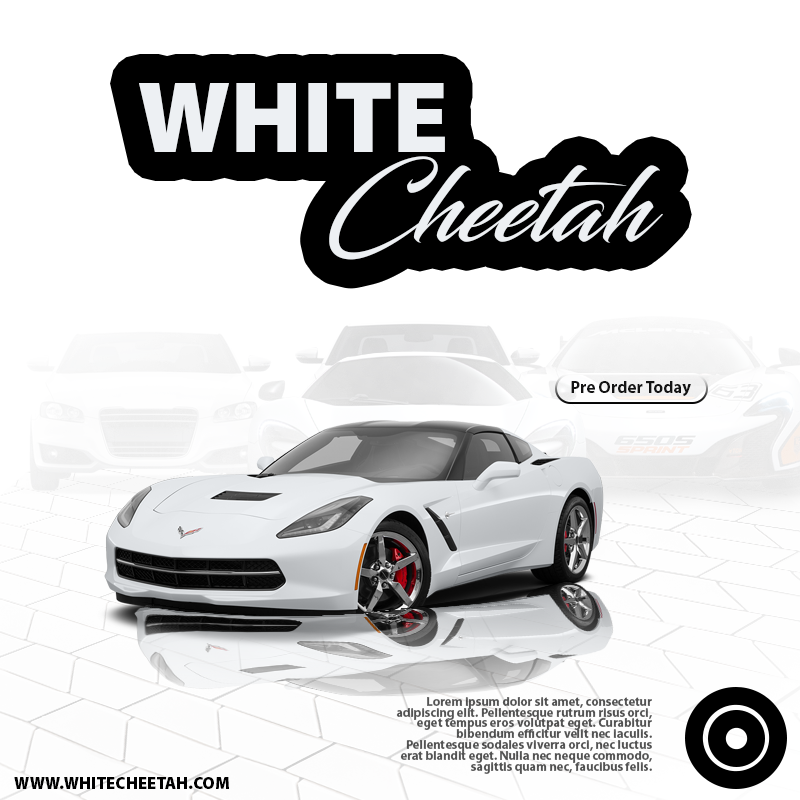 WHITE
Cheetah
Pre Order Today
63
650S
SPRINT
Lorem ipsum dolor sit amet, consectetur
adipiscing elit. Pellentesque rutrum risus orci,
eget tempus eros volutpat eget. Curabitur
bibendum efficitur velit nec iaculis.
Pellentesque sodales viverra orci, nec luctus
erat blandit eget. Nulla nec neque commodo,
sagittis quam nec, faucibus felis.
WWW.WHITECHEETAH.COM